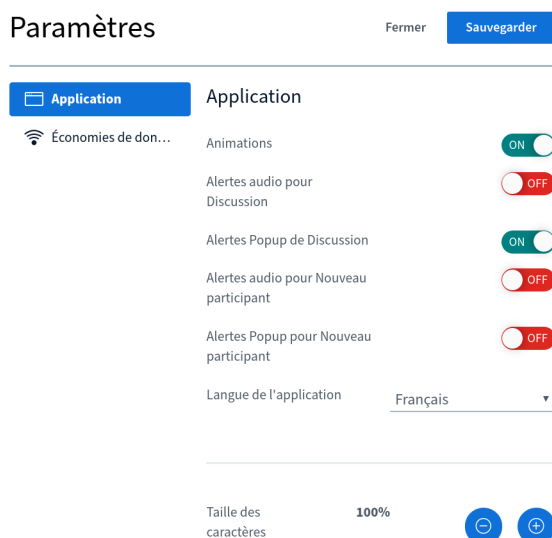 Paramètres
Fermer
Sauvegarder
Application
Économies de don...
Application
Animations
ON
Alertes audio pour
Discussion
OFF
Alertes Popup de Discussion
ON
Alertes audio pour Nouveau
participant
OFF
Alertes Popup pour Nouveau
participant
OFF
Langue de l'application
Français
Taille des
caractères
100%